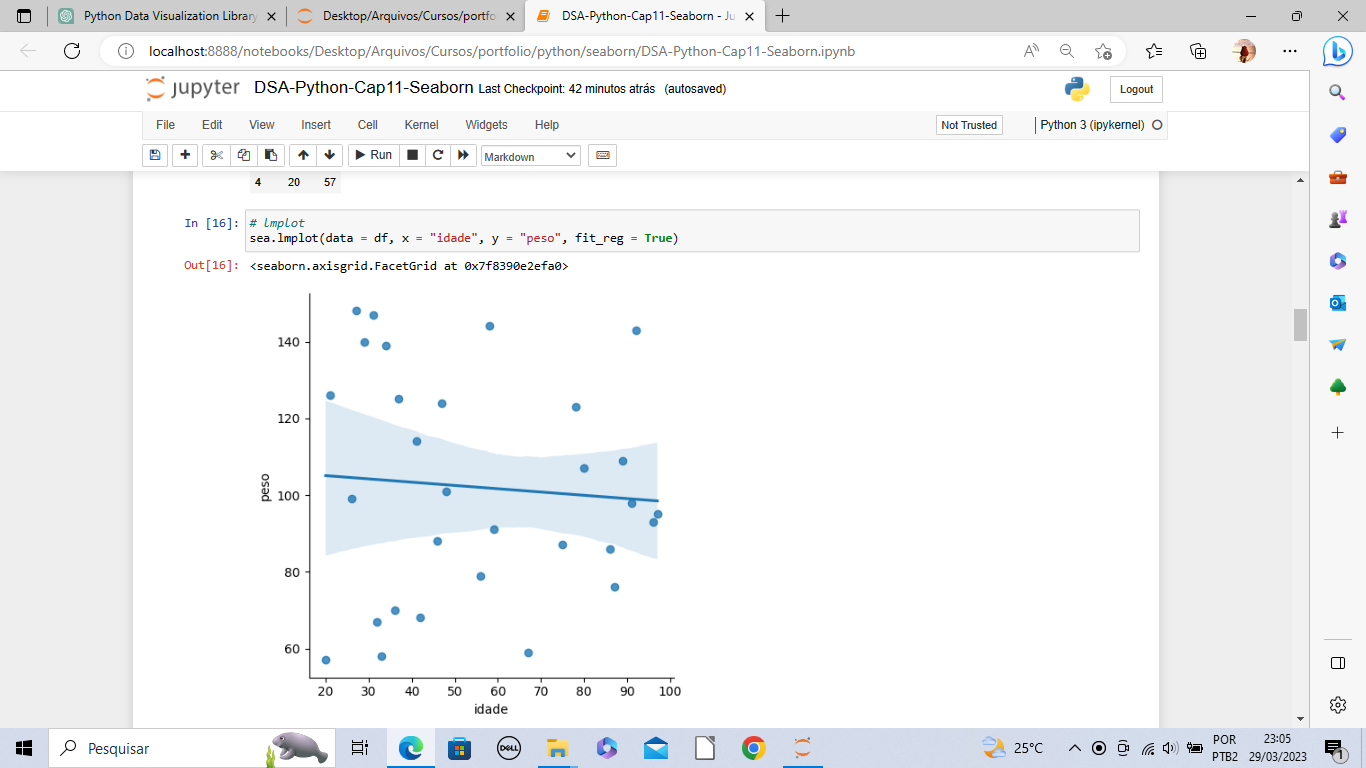 Python Data Visualization Library
Desktop/Arquivos/Cursos/portfo
DSA-Python-Cap11-Seaborn - Ju
localhost:8888/notebooks/Desktop/Arquivos/Cursos/portfolio/python/seaborn/DSA-Python-Cap11-Seaborn.ipynb
jupyter DSA-Python-Cap11-Seaborn Last Checkpoint: 42 minutos atrás (autosaved)
Logout
File Edit View Insert Cell Kernel Widgets Help
Not Trusted
Python 3 (ipykernel)
Run
Markdown
4 20 57
In [16]: # lmplot
sea.lmplot(data = df, x = "idade", y = "peso", fit_reg = True)
Out[16]: <seaborn.axisgrid.FacetGrid at 0x7f8390e2efa0>
140
120
100
80
60
peso
20 30 40 50 60 70 80 90 100
idade
Pesquisar
DELL
25°C
POR
PTB2
23:05
29/03/2023
1